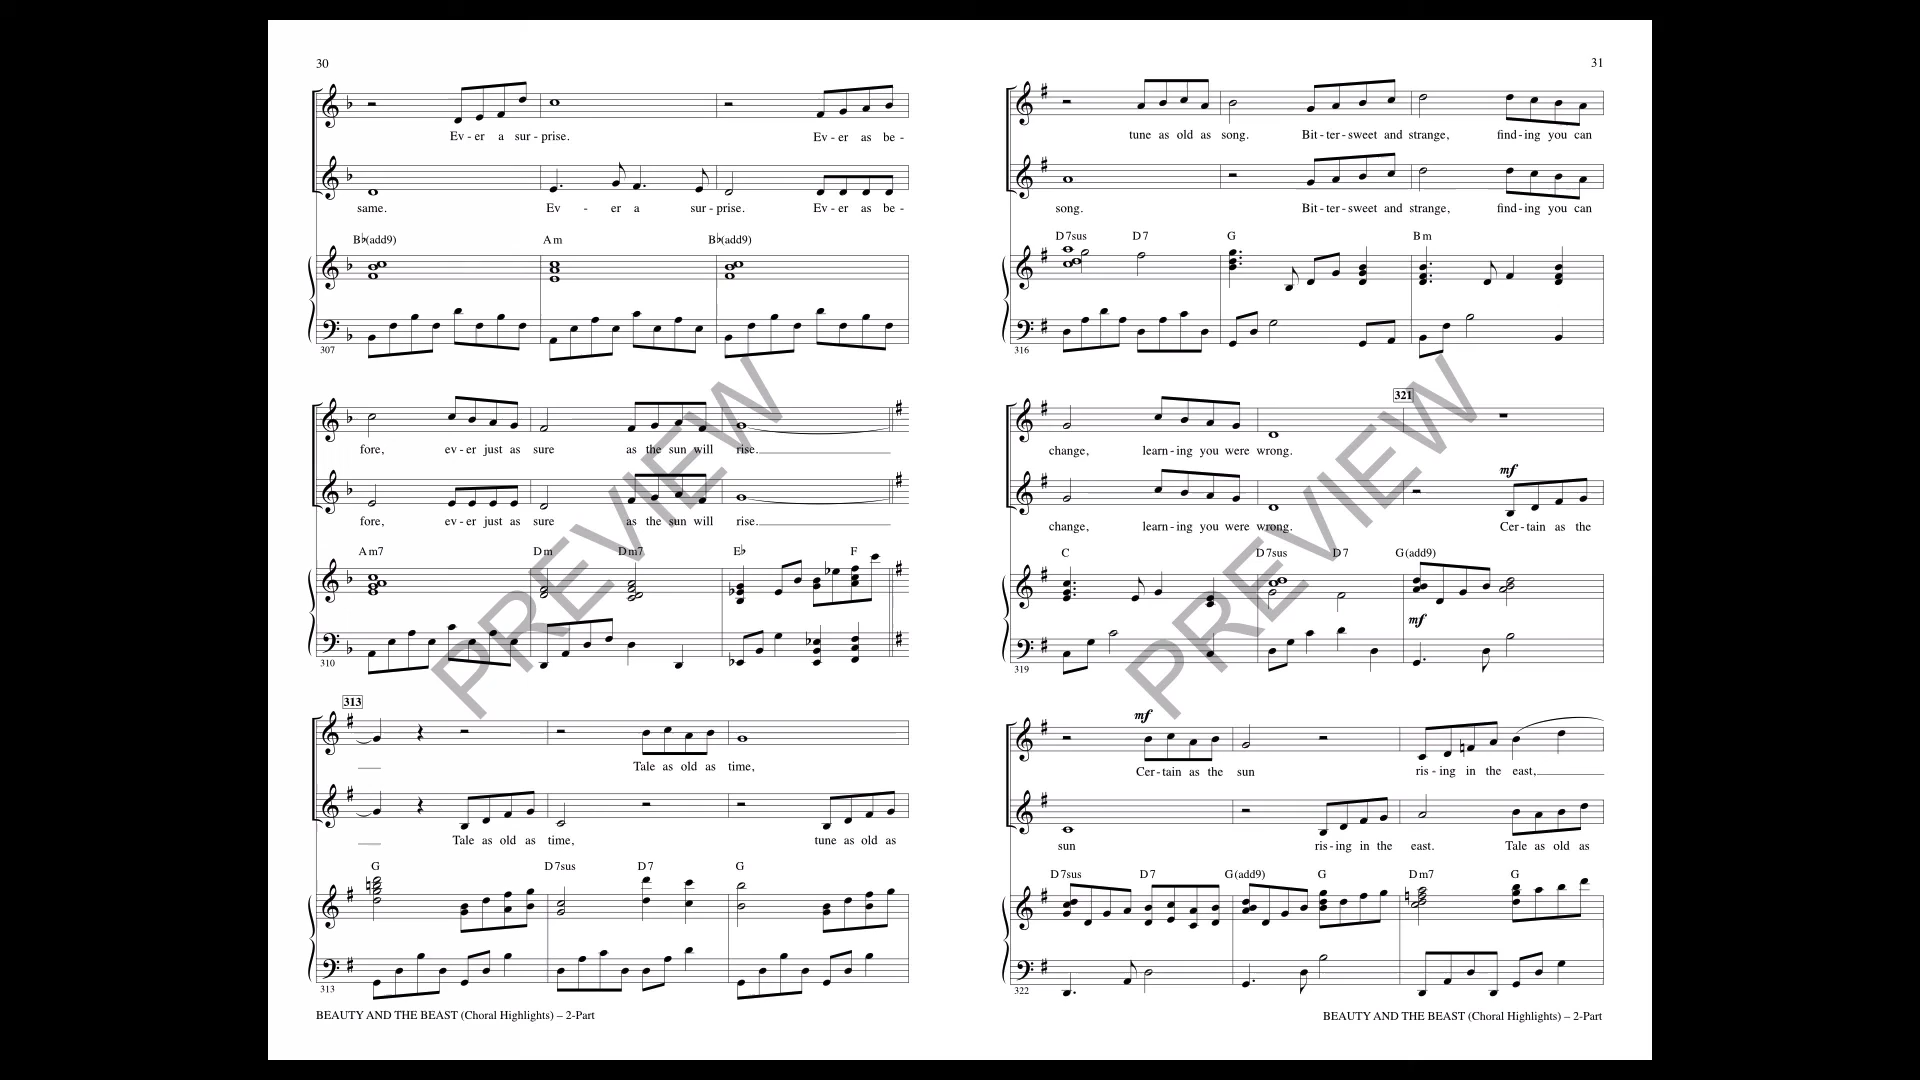 30
Ev - er a sur - prise. Ev - er as be -
same. Ev - er a sur - prise. Ev - er as be -
B♭(add9) Am B♭(add9)
307
fore, ev - er just as sure as the sun will rise.
fore, ev - er just as sure as the sun will rise.
Am7 Dm Dm7 E♭ F
310
313
Tale as old as time,
Tale as old as time, tune as old as
G D7sus D7 G
313
BEAUTY AND THE BEAST (Choral Highlights) – 2-Part
31
tune as old as song. Bit - ter - sweet and strange, find - ing you can
song. Bit - ter - sweet and strange, find - ing you can
D7sus D7 G Bm
316
321
change, learn - ing you were wrong.
mf
change, learn - ing you were wrong. Cer - tain as the
C D7sus D7 G(add9)
mf
319
mf
Cer - tain as the sun ris - ing in the east,
sun ris - ing in the east. Tale as old as
D7sus D7 G(add9) G Dm7 G
322
BEAUTY AND THE BEAST (Choral Highlights) – 2-Part
PREVIEW
PREVIEW